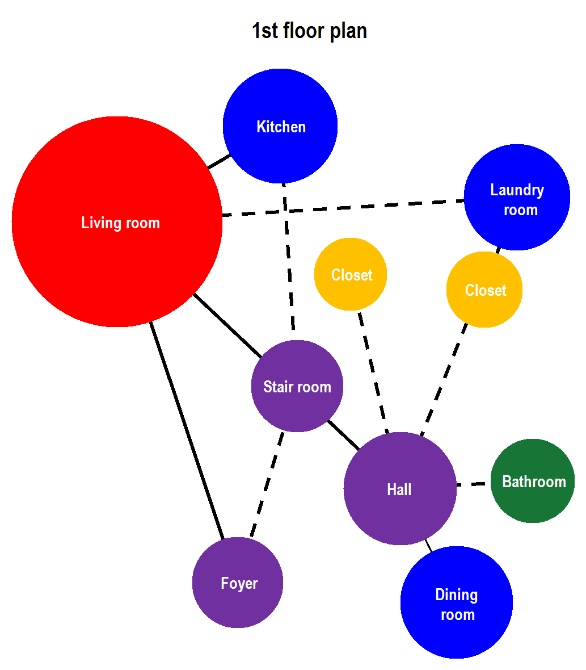 1st floor plan
Kitchen
Living room
Laundry
room
Closet
Closet
Stair room
Hall
Bathroom
Foyer
Dining
room